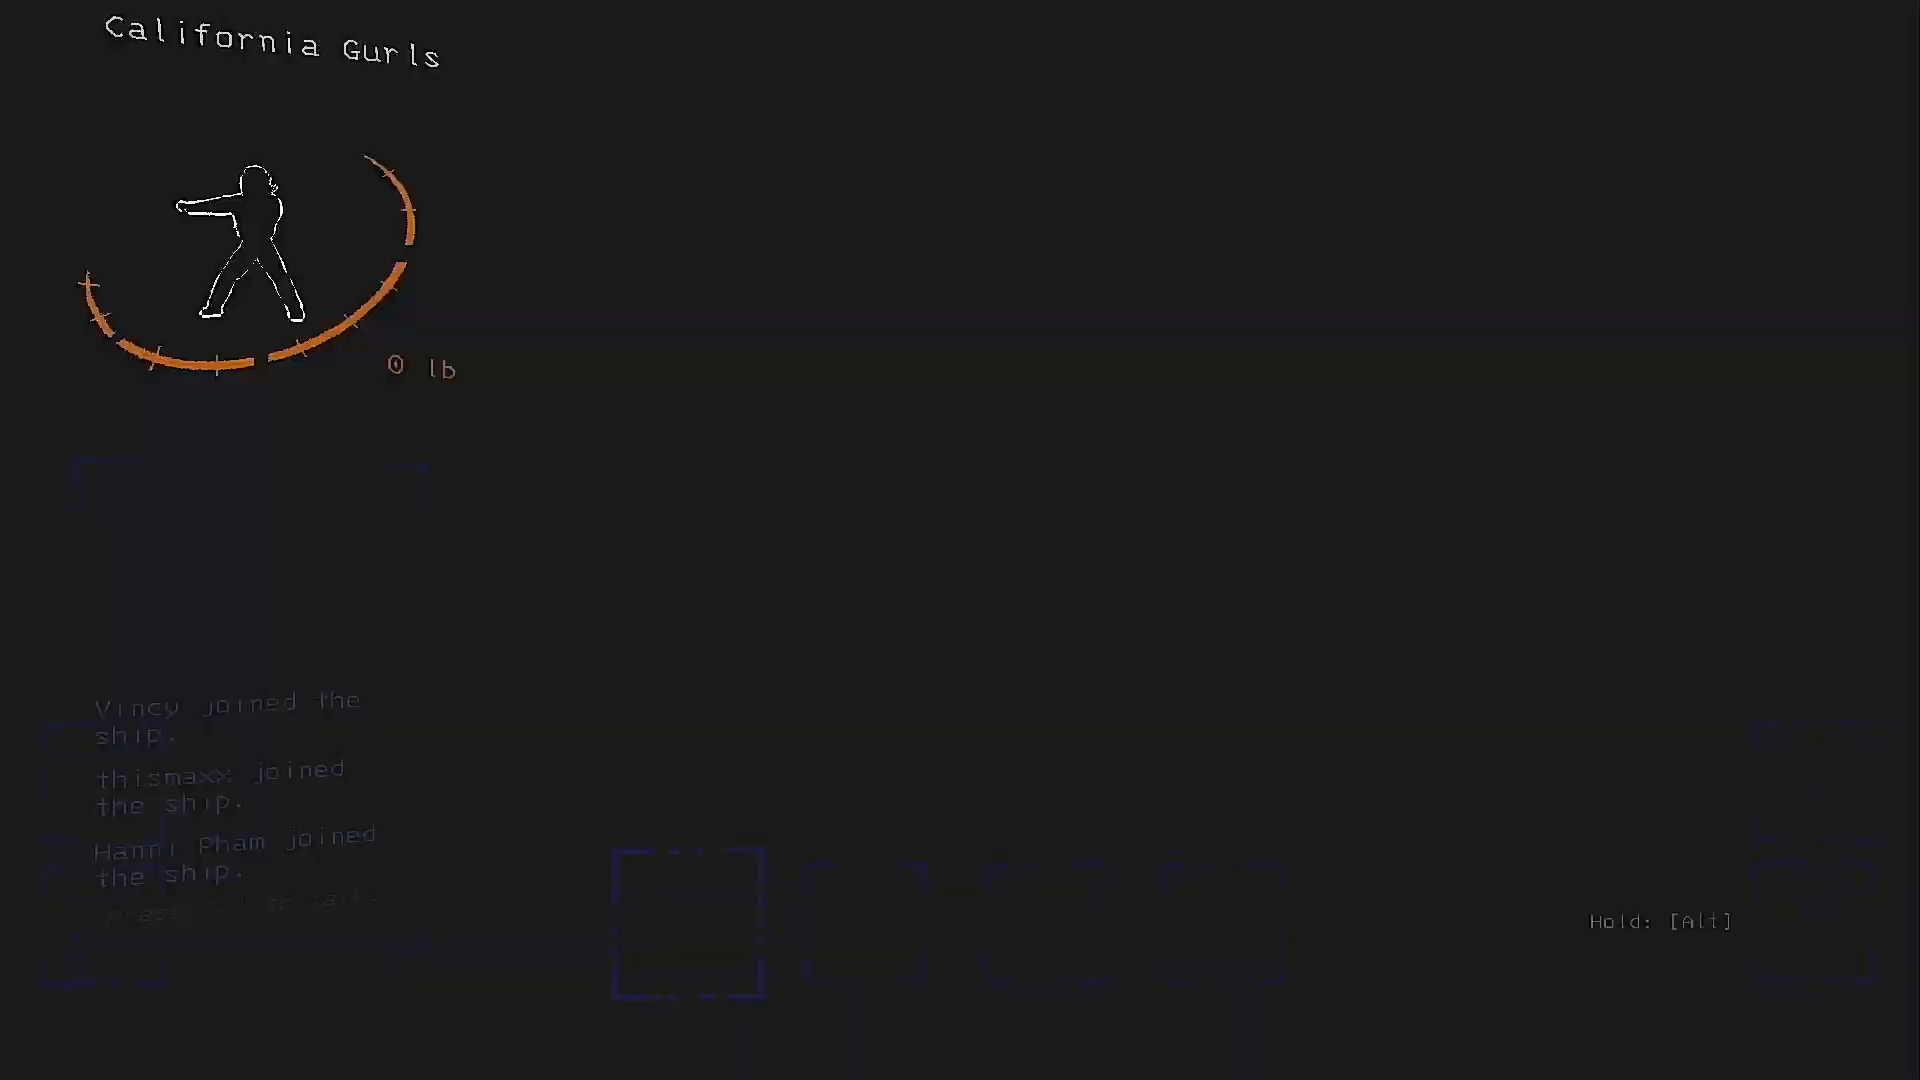 California Gurls
0 lb
Vincy joined the
ship.
thismaxx joined
the ship.
Hanni Pham joined
the ship.
Hold: [Alt]